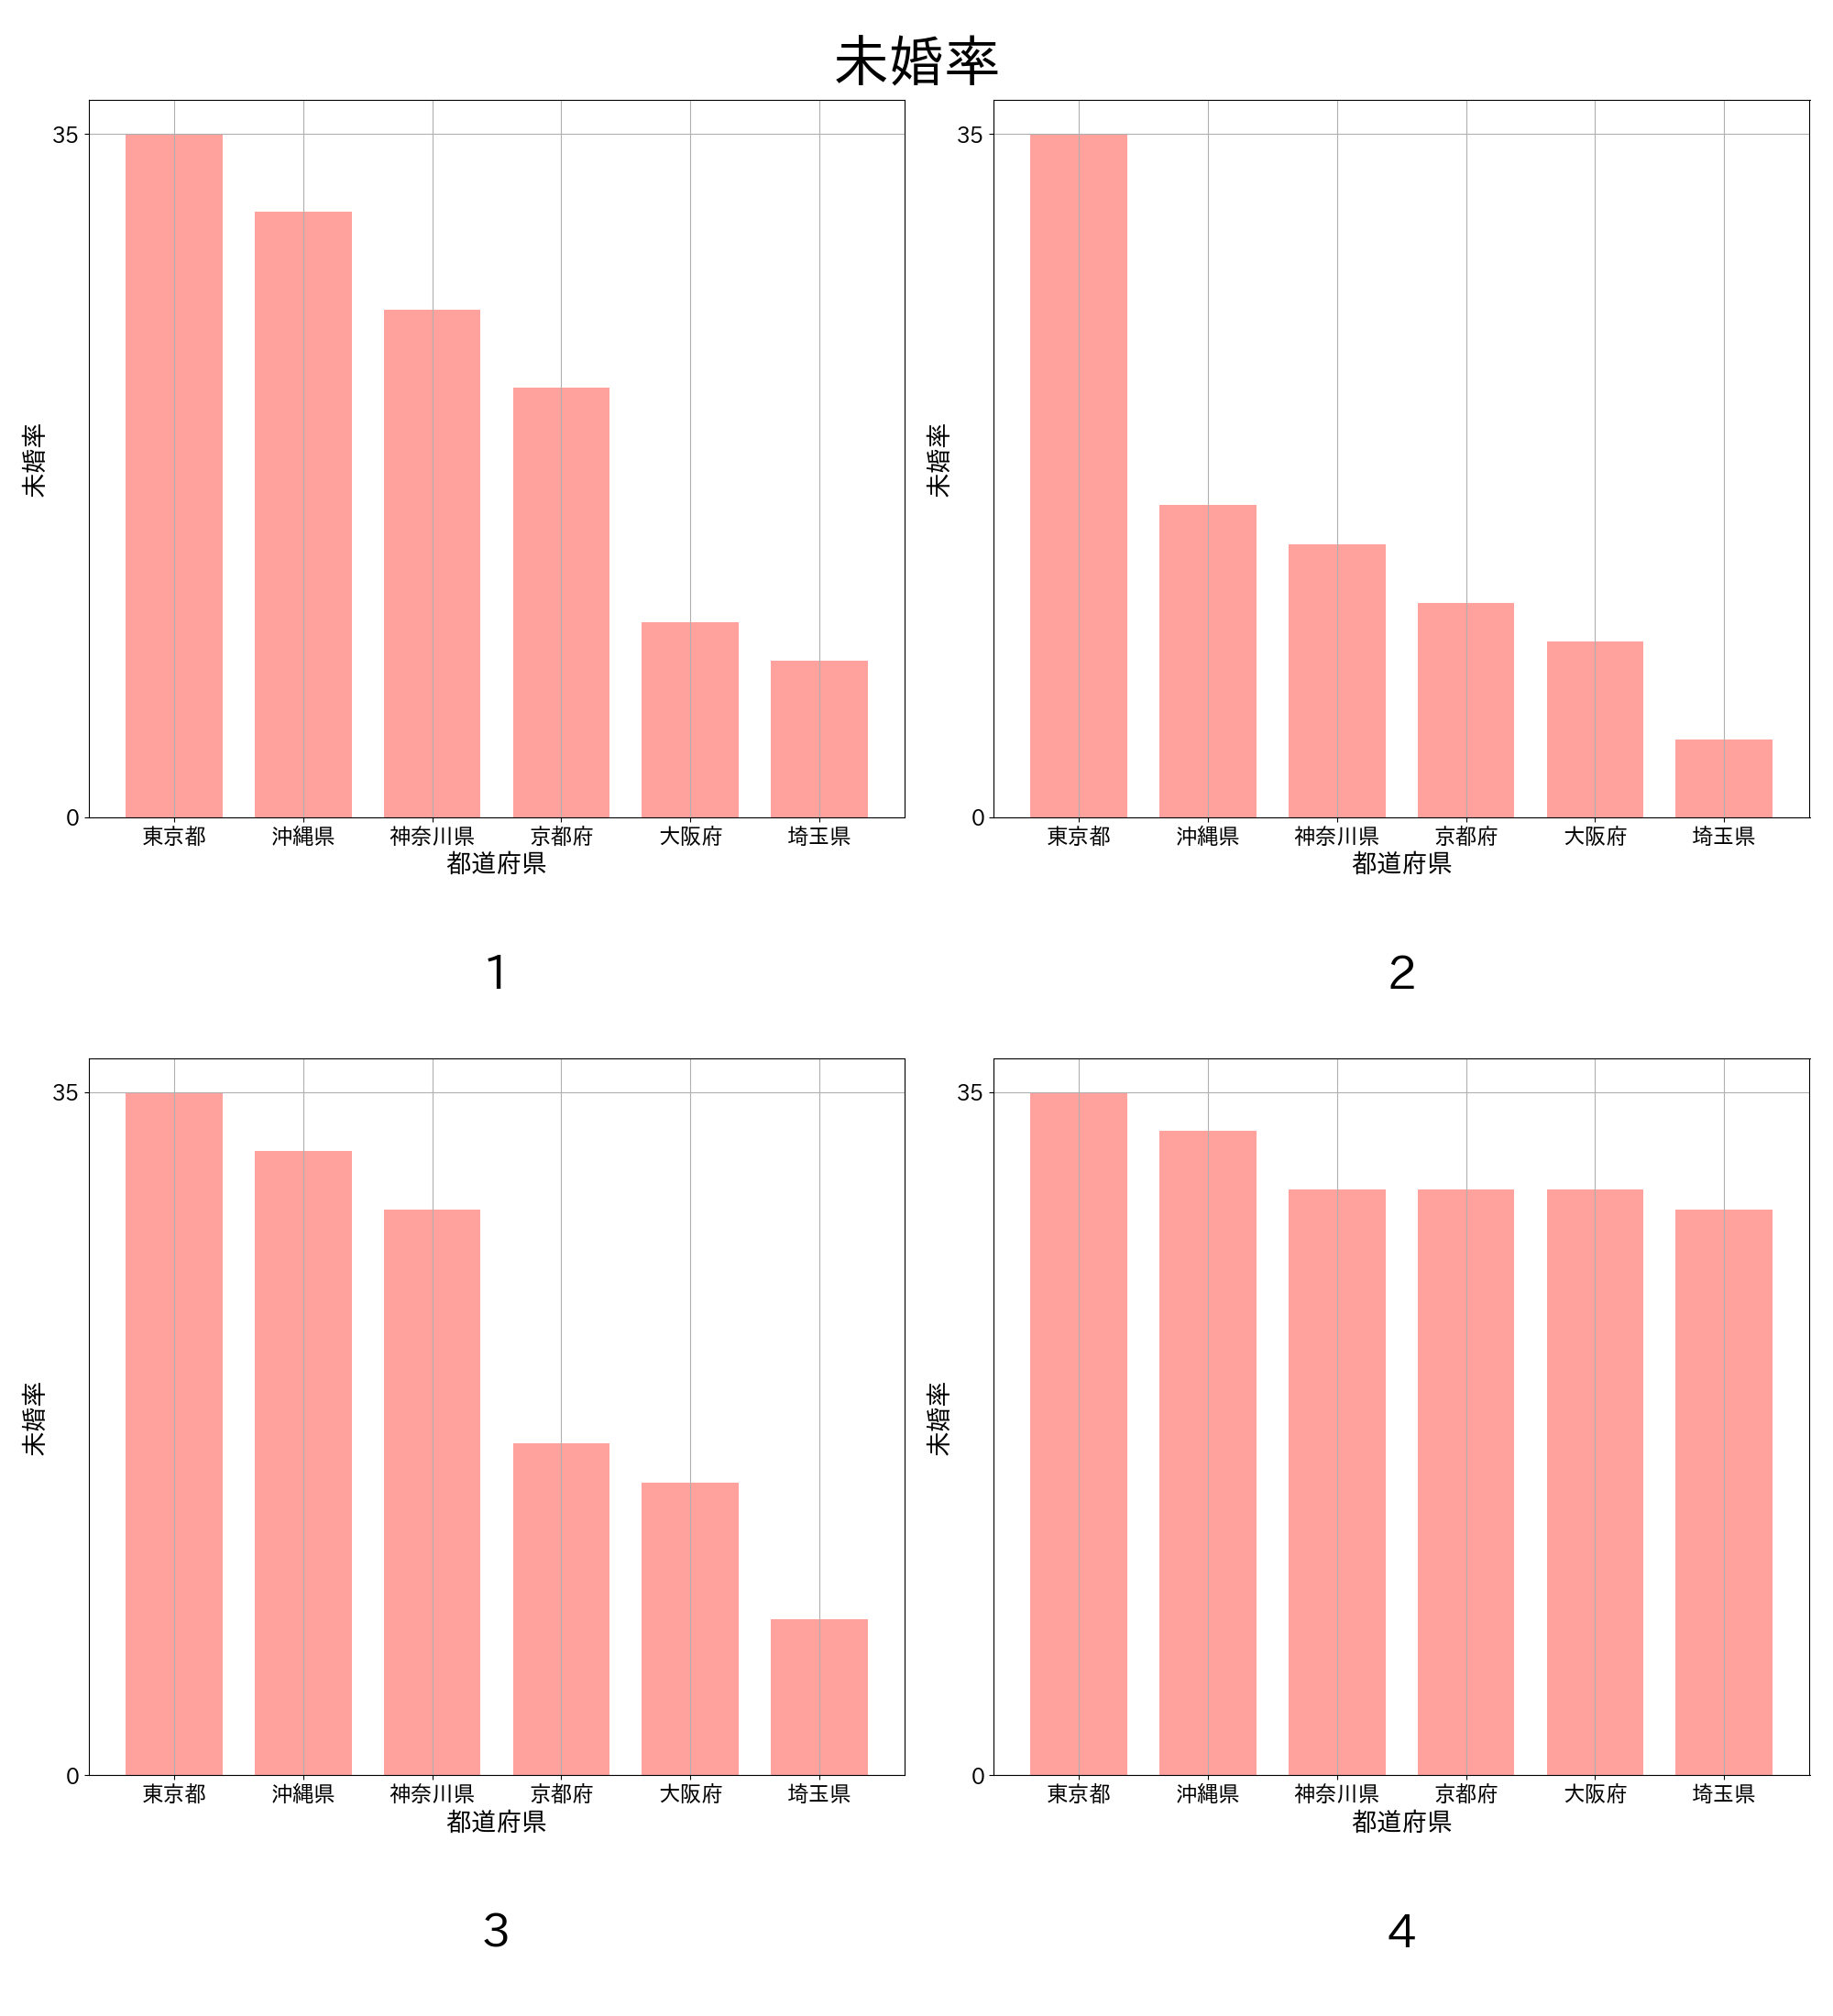 未婚率
35
0
未婚率
東京都 沖縄県 神奈川県 京都府 大阪府 埼玉県
都道府県
1
35
0
未婚率
東京都 沖縄県 神奈川県 京都府 大阪府 埼玉県
都道府県
2
35
0
未婚率
東京都 沖縄県 神奈川県 京都府 大阪府 埼玉県
都道府県
3
35
0
未婚率
東京都 沖縄県 神奈川県 京都府 大阪府 埼玉県
都道府県
4